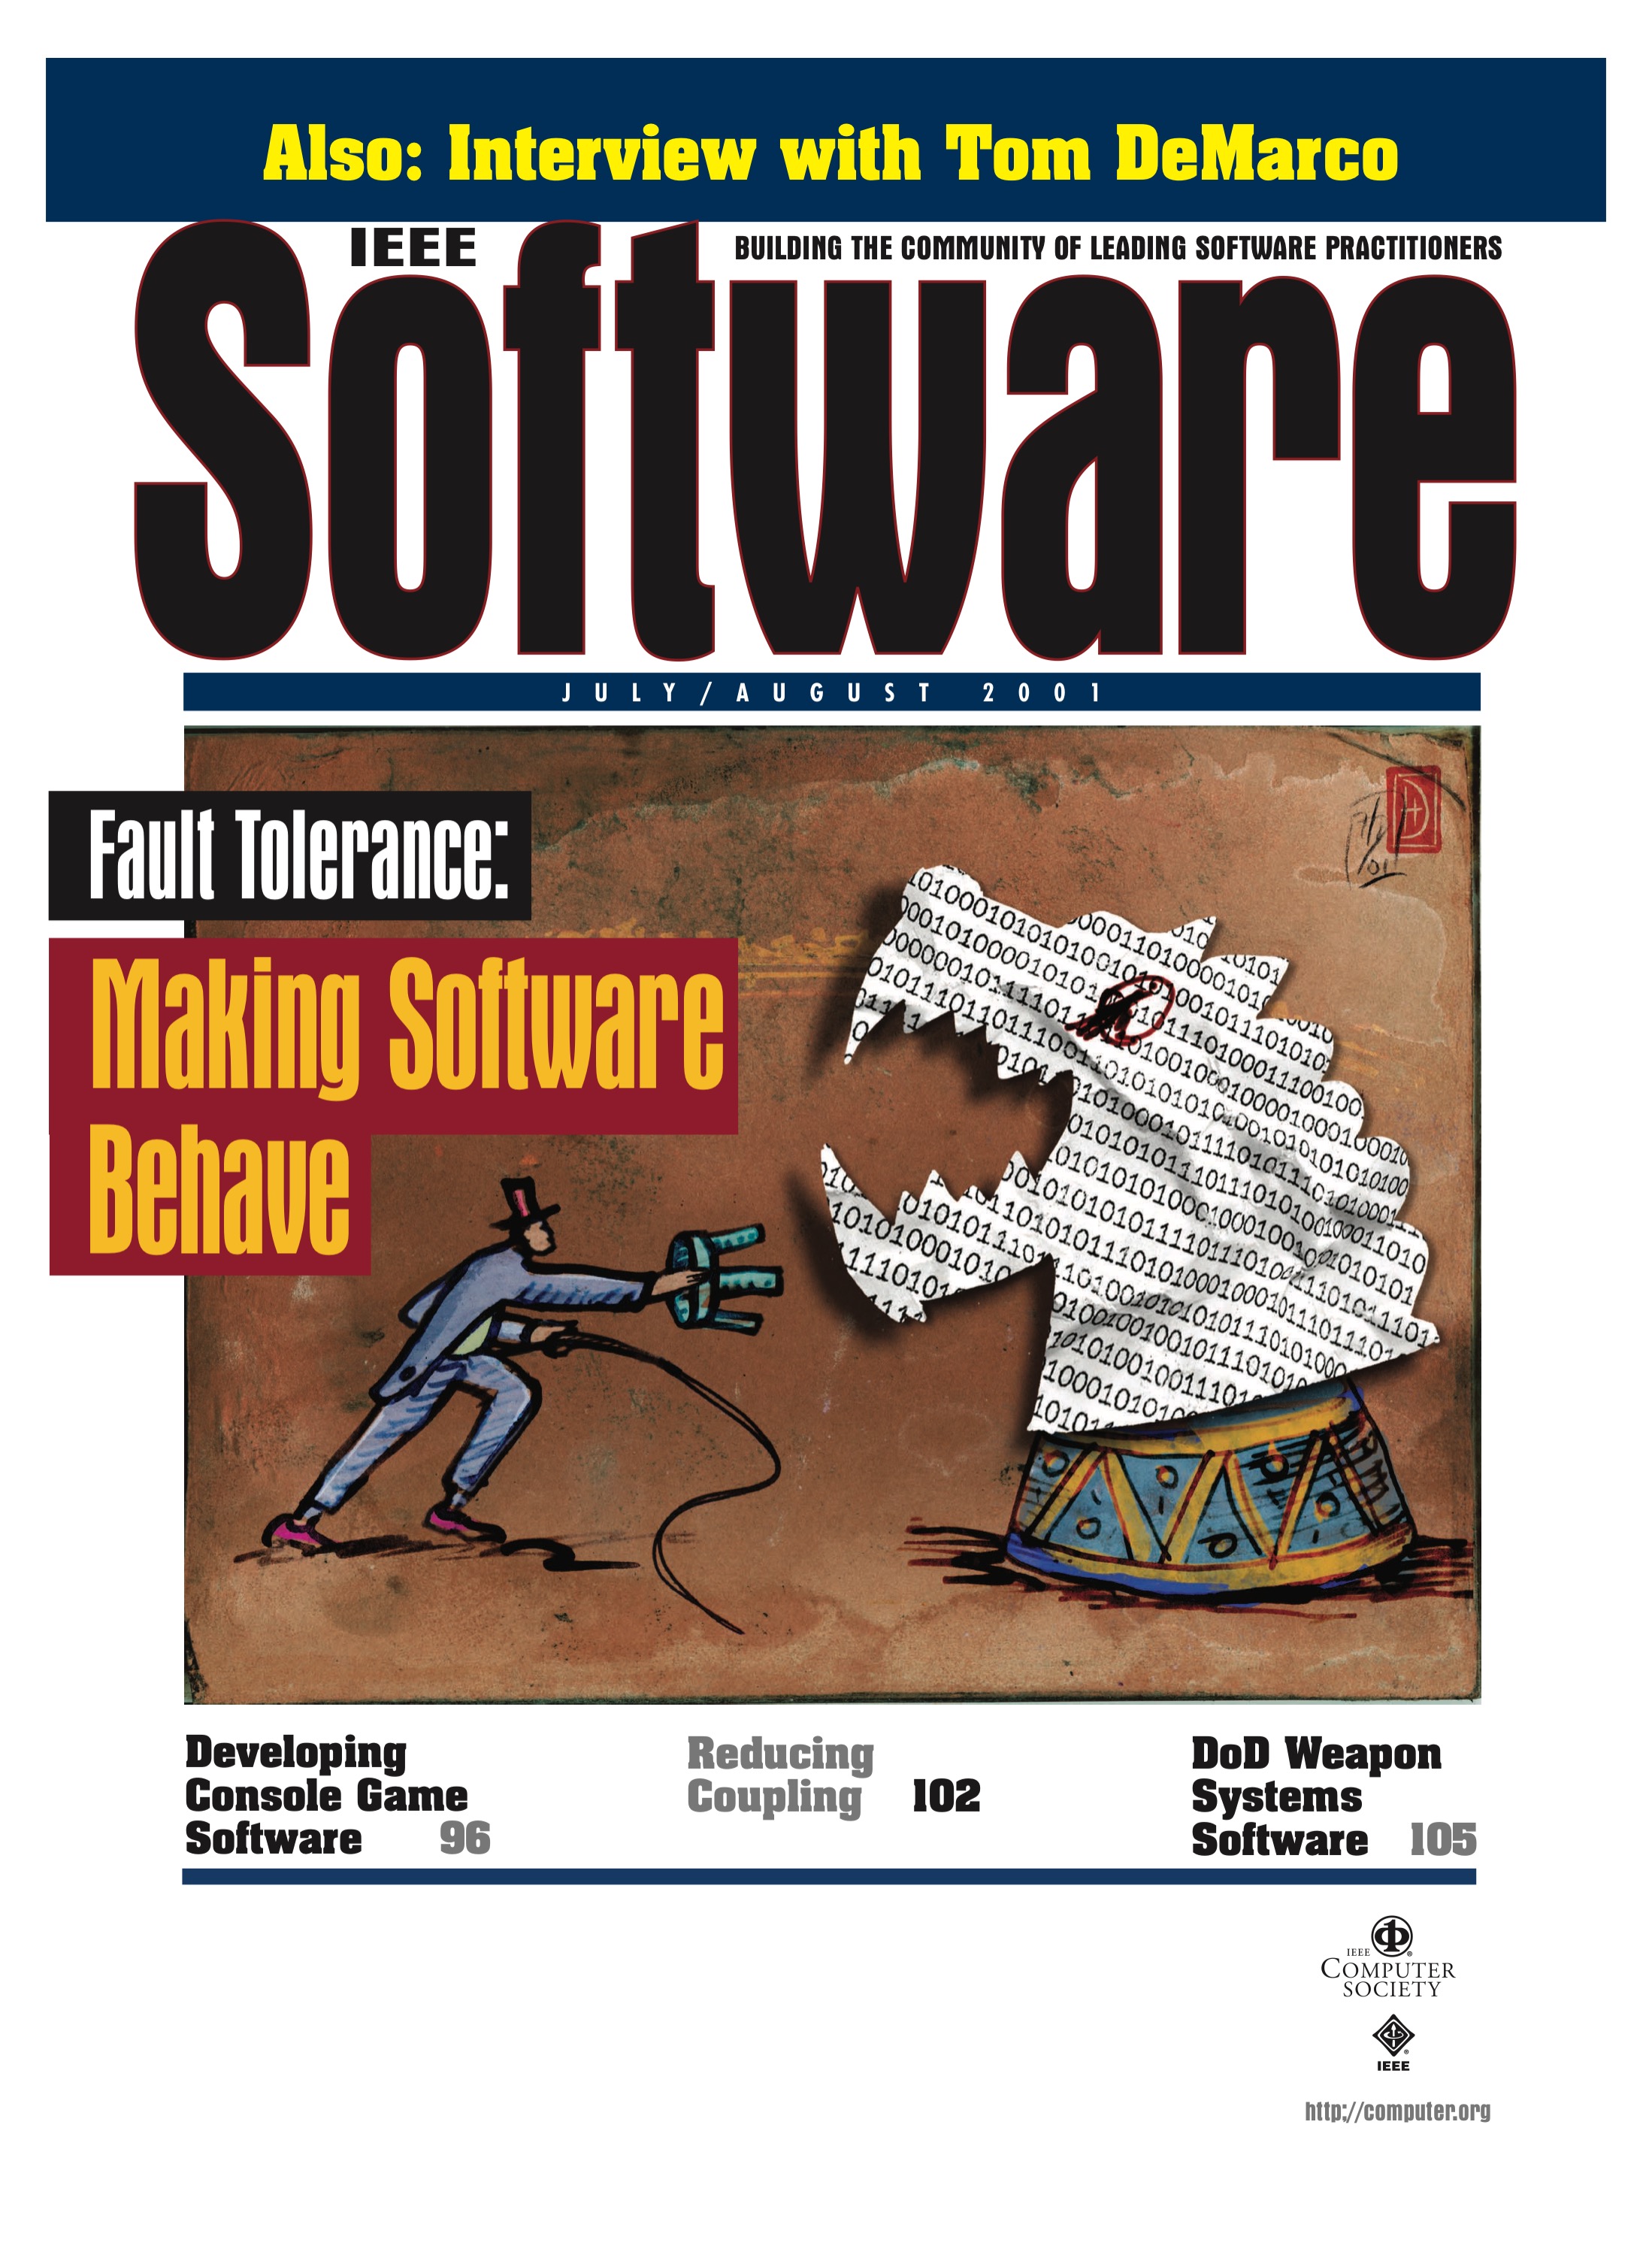 Also: Interview with Tom DeMarco
IEEE
BUILDING THE COMMUNITY OF LEADING SOFTWARE PRACTITIONERS
Software
JULY/AUGUST 2001
Fault Tolerance:
Making Software
Behave
Developing
Console Game
Software 96
Reducing
Coupling 102
DoD Weapon
Systems
Software 105
IEEE
COMPUTER
SOCIETY
IEEE
http://computer.org